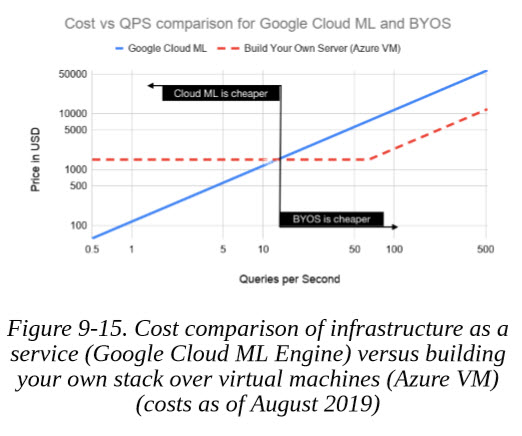 Cost vs QPS comparison for Google Cloud ML and BYOS
Google Cloud ML
Build Your Own Server (Azure VM)
50000
Cloud ML is cheaper
10000
5000
Price in USD
1000
500
BYOS is cheaper
100
0.5 1 5 10 50 100 500
Queries per Second
Figure 9-15. Cost comparison of infrastructure as a
service (Google Cloud ML Engine) versus building
your own stack over virtual machines (Azure VM)
(costs as of August 2019)